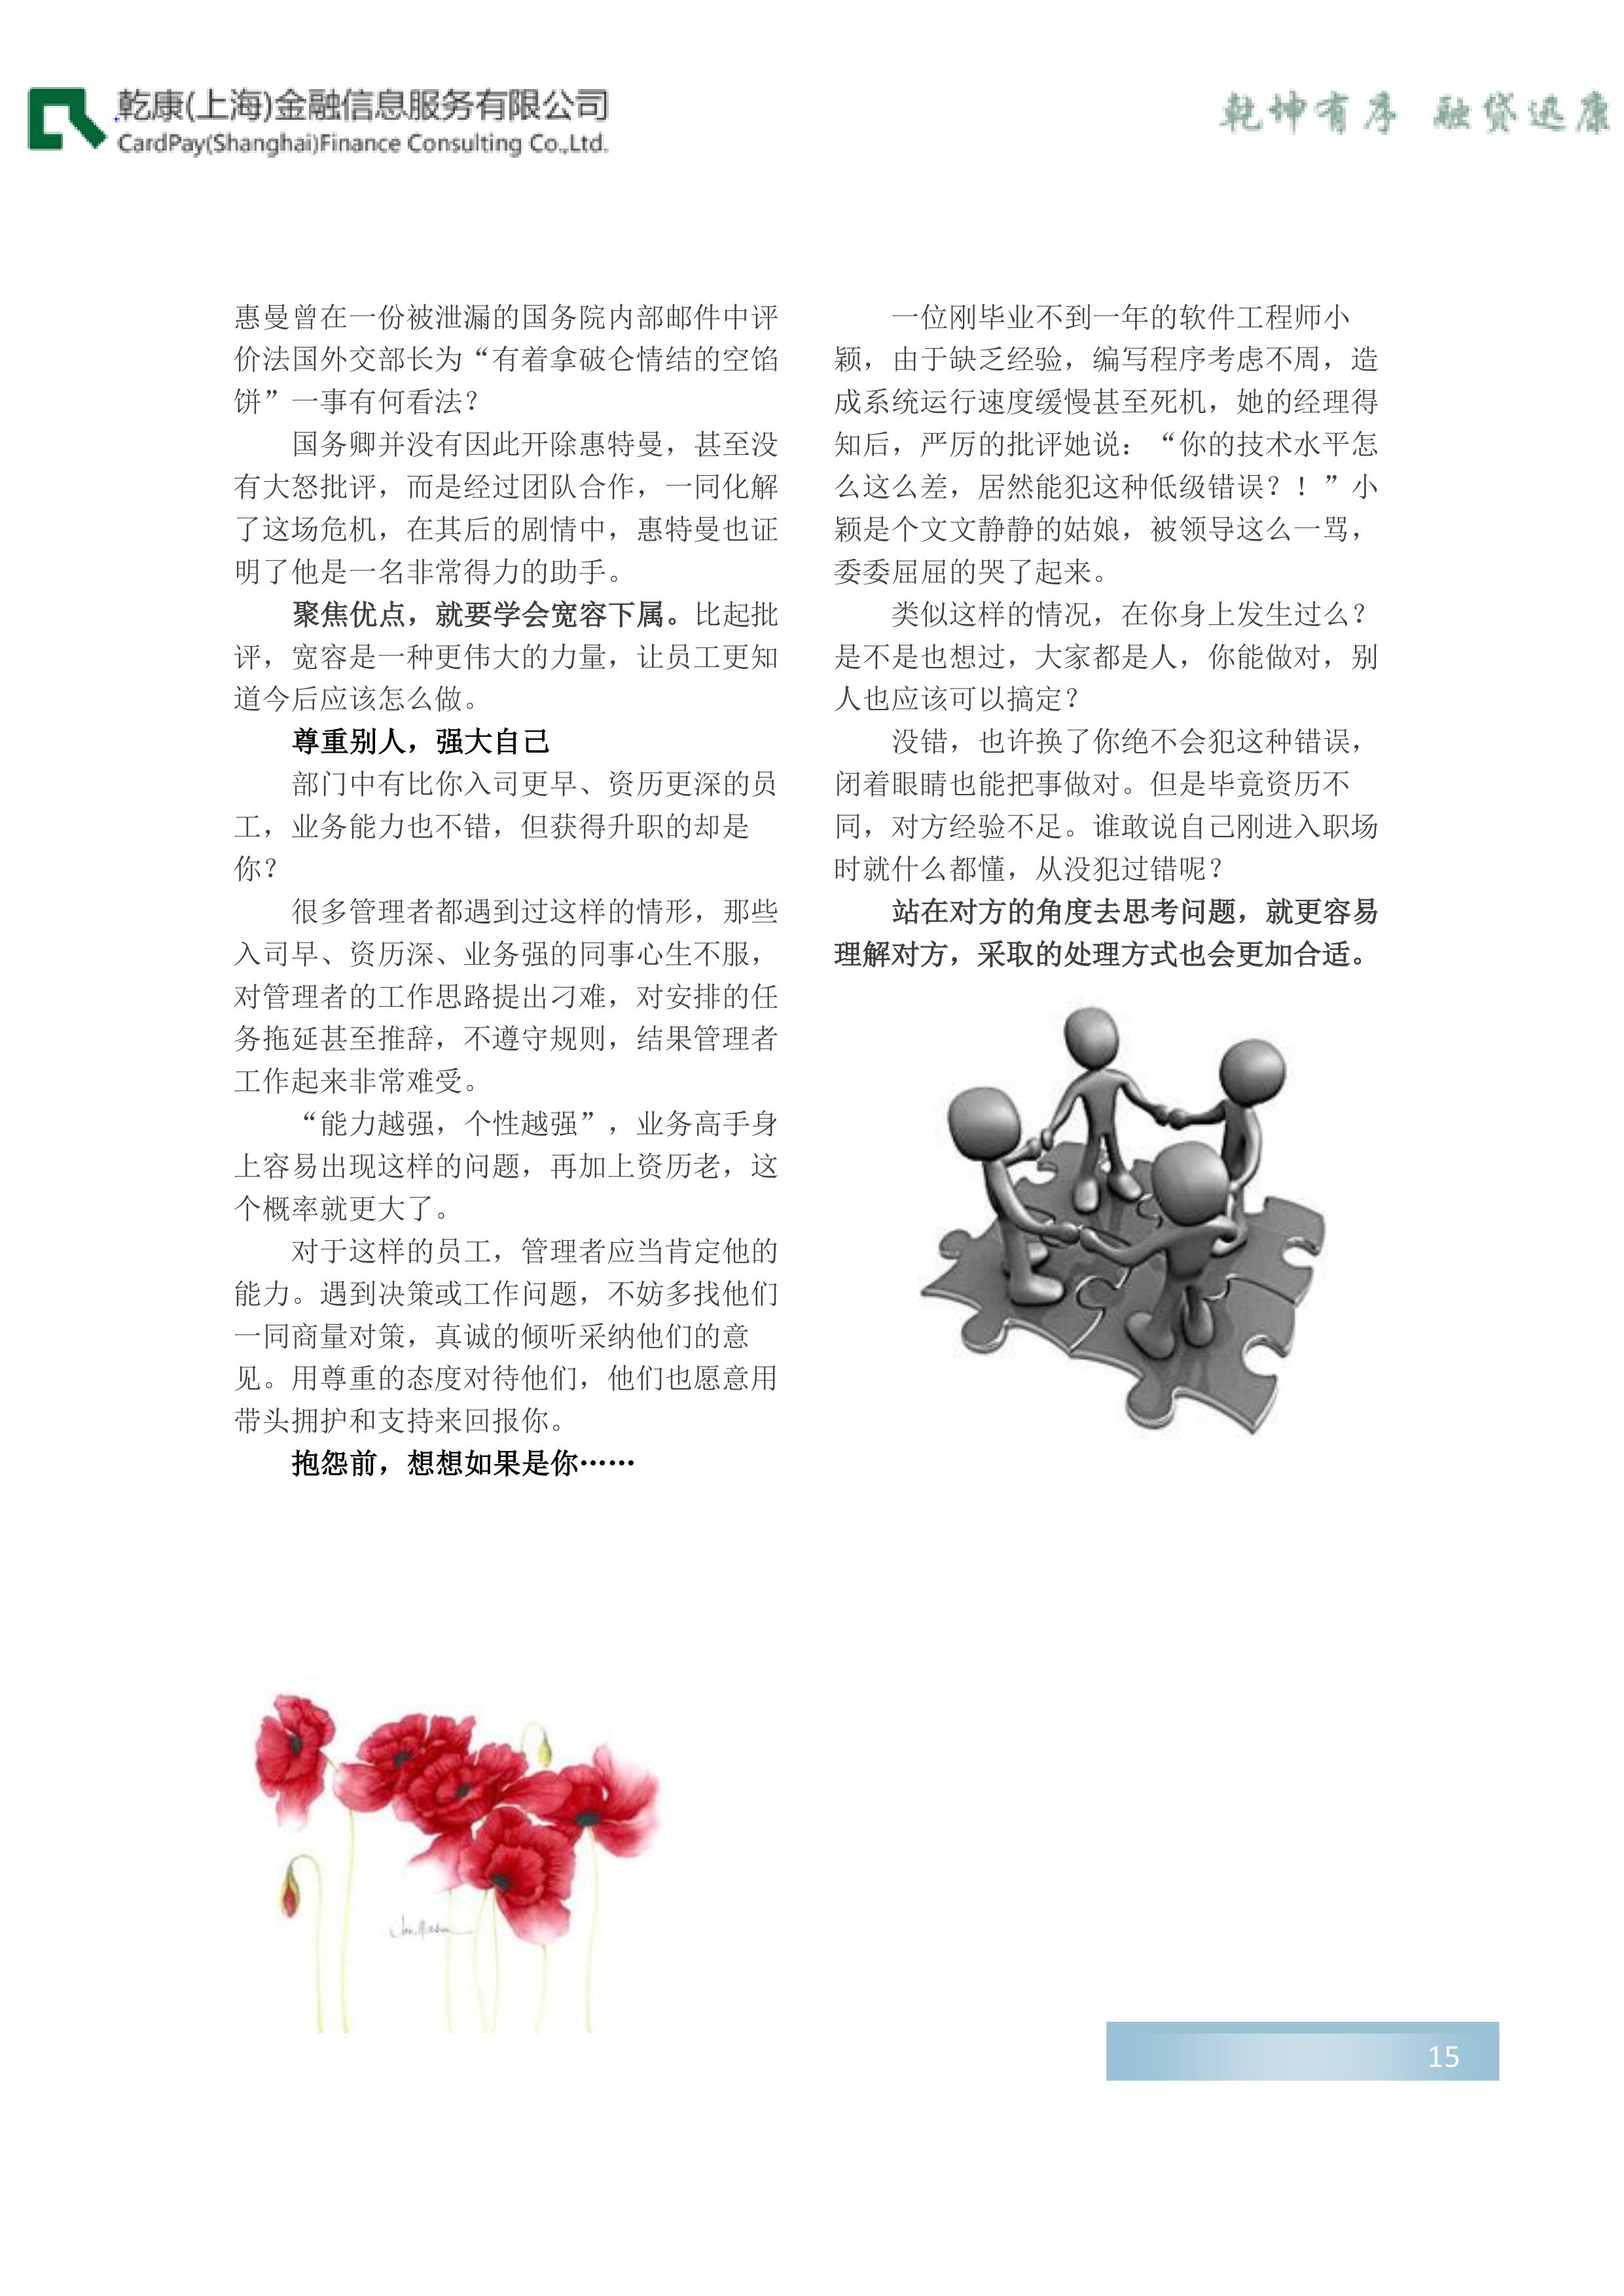 乾康(上海)金融信息服务有限公司
CardPay(Shanghai)Finance Consulting Co.,Ltd.
乾坤有序 融贷迅康
惠曼曾在一份被泄漏的国务院内部邮件中评
价法国外交部长为“有着拿破仑情结的空馅
饼”一事有何看法？
国务卿并没有因此开除惠特曼，甚至没
有大怒批评，而是经过团队合作，一同化解
了这场危机，在其后的剧情中，惠特曼也证
明了他是一名非常得力的助手。
聚焦优点，就要学会宽容下属。比起批
评，宽容是一种更伟大的力量，让员工更知
道今后应该怎么做。
尊重别人，强大自己
部门中有比你入司更早、资历更深的员
工，业务能力也不错，但获得升职的却是
你？
很多管理者都遇到过这样的情形，那些
入司早、资历深、业务强的同事心生不服，
对管理者的工作思路提出刁难，对安排的任
务拖延甚至推辞，不遵守规则，结果管理者
工作起来非常难受。
“能力越强，个性越强”，业务高手身
上容易出现这样的问题，再加上资历老，这
个概率就更大了。
对于这样的员工，管理者应当肯定他的
能力。遇到决策或工作问题，不妨多找他们
一同商量对策，真诚的倾听采纳他们的意
见。用尊重的态度对待他们，他们也愿意用
带头拥护和支持来回报你。
抱怨前，想想如果是你……
一位刚毕业不到一年的软件工程师小
颖，由于缺乏经验，编写程序考虑不周，造
成系统运行速度缓慢甚至死机，她的经理得
知后，严厉的批评她说：“你的技术水平怎
么这么差，居然能犯这种低级错误？！”小
颖是个文文静静的姑娘，被领导这么一骂，
委委屈屈的哭了起来。
类似这样的情况，在你身上发生过么？
是不是也想过，大家都是人，你能做对，别
人也应该可以搞定？
没错，也许换了你绝不会犯这种错误，
闭着眼睛也能把事做对。但是毕竟资历不
同，对方经验不足。谁敢说自己刚进入职场
时就什么都懂，从没犯过错呢？
站在对方的角度去思考问题，就更容易
理解对方，采取的处理方式也会更加合适。
15